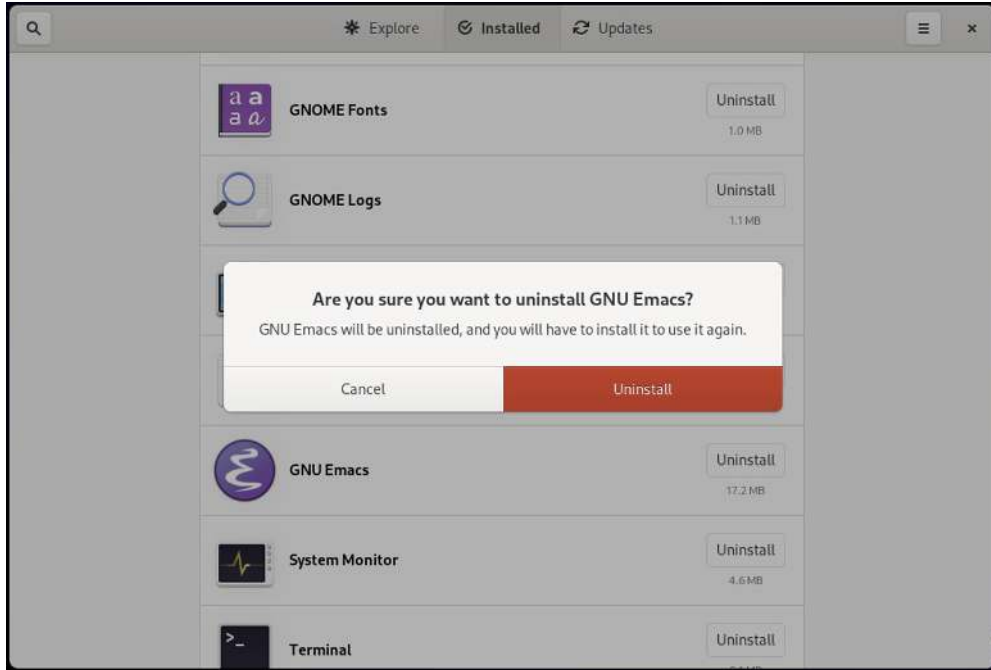 Explore
Installed
Updates
GNOME Fonts
Uninstall
1.0 MB
GNOME Logs
Uninstall
1.1 MB
Are you sure you want to uninstall GNU Emacs?
GNU Emacs will be uninstalled, and you will have to install it to use it again.
Cancel
Uninstall
GNU Emacs
Uninstall
17.2 MB
System Monitor
Uninstall
4.6 MB
Terminal
Uninstall